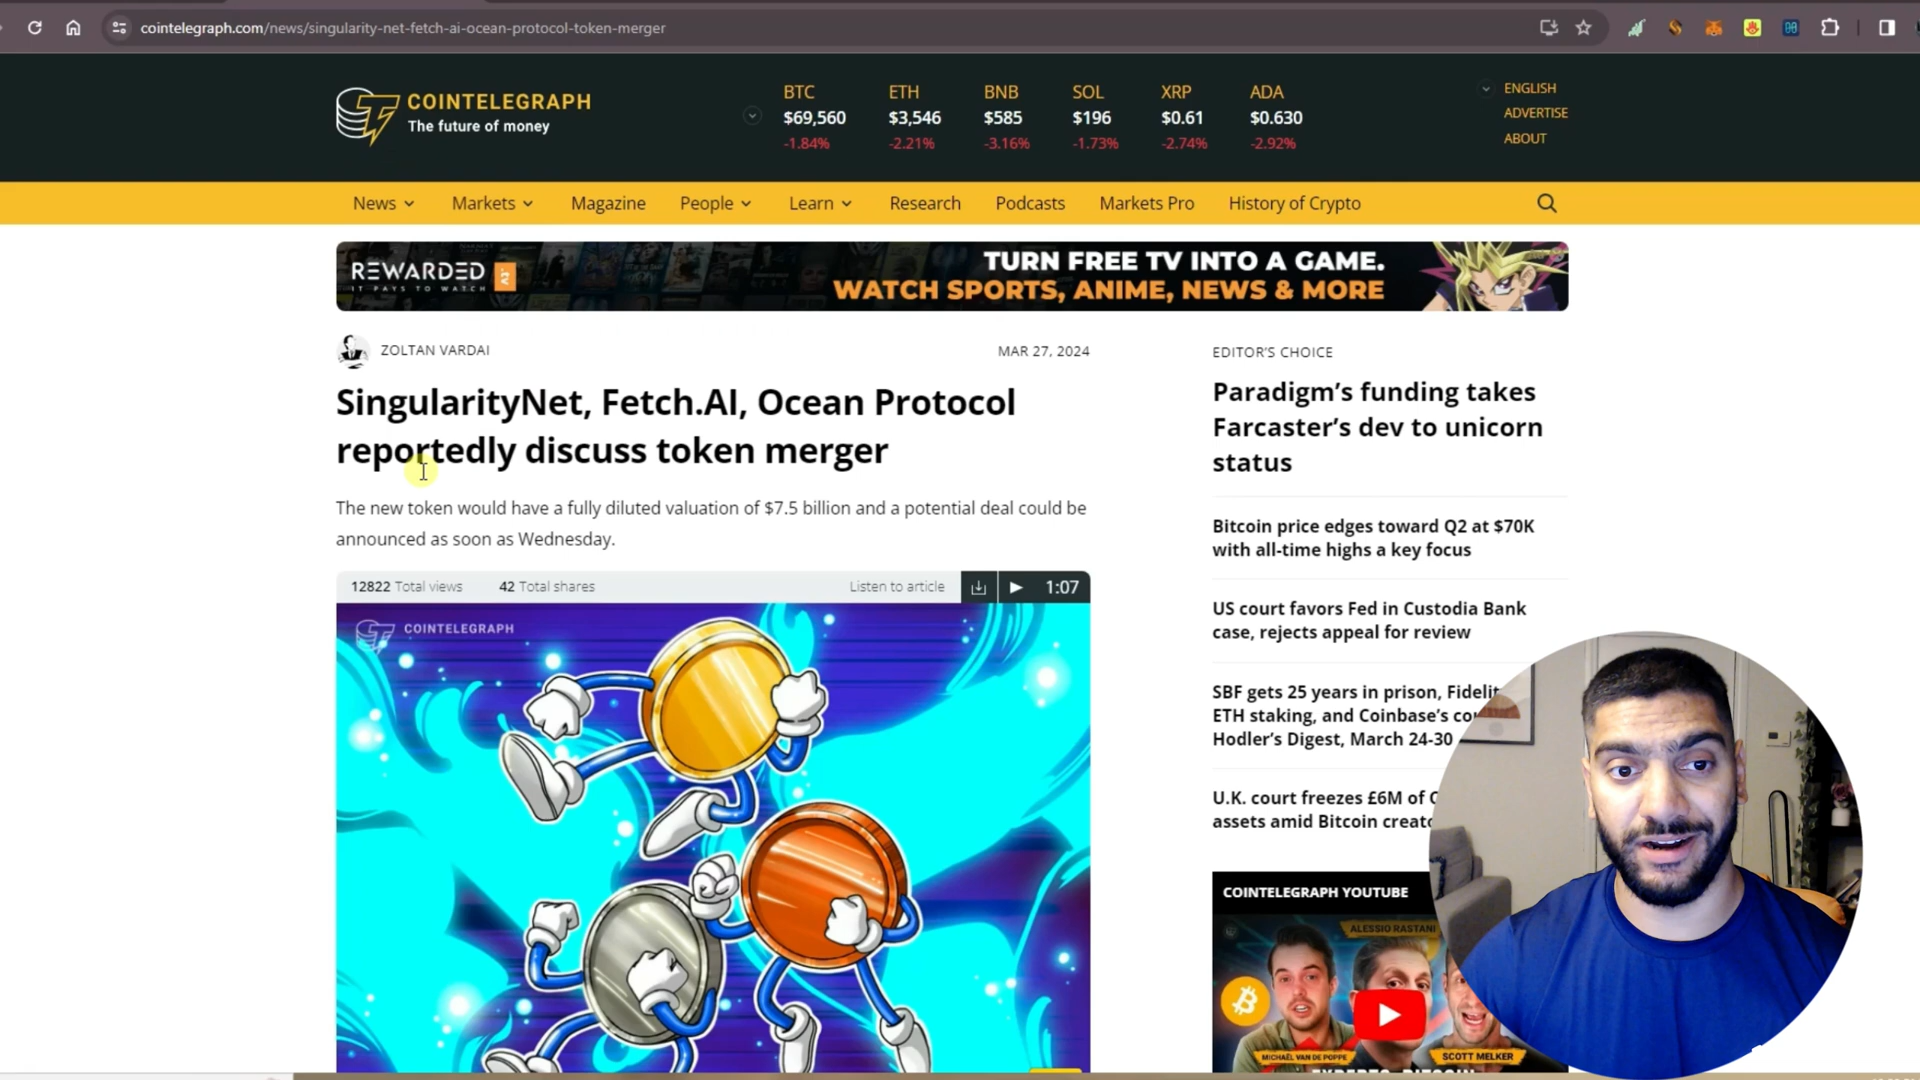 cointelegraph.com/news/singularity-net-fetch-ai-ocean-protocol-token-merger
COINTELEGRAPH
The future of money
BTC
$69,560
-1.84%
ETH
$3,546
-2.21%
BNB
$585
-3.16%
SOL
$196
-1.73%
XRP
$0.61
-2.74%
ADA
$0.630
-2.92%
ENGLISH
ADVERTISE
ABOUT
News
Markets
Magazine
People
Learn
Research
Podcasts
Markets Pro
History of Crypto
REWARDED
IT PAYS TO WATCH
TURN FREE TV INTO A GAME.
WATCH SPORTS, ANIME, NEWS & MORE
ZOLTAN VARDAI
MAR 27, 2024
SingularityNet, Fetch.AI, Ocean Protocol
reportedly discuss token merger
The new token would have a fully diluted valuation of $7.5 billion and a potential deal could be
announced as soon as Wednesday.
12822 Total views
42 Total shares
Listen to article
1:07
COINTELEGRAPH
EDITOR'S CHOICE
Paradigm's funding takes
Farcaster's dev to unicorn
status
Bitcoin price edges toward Q2 at $70K
with all-time highs a key focus
US court favors Fed in Custodia Bank
case, rejects appeal for review
SBF gets 25 years in prison, Fidelit
ETH staking, and Coinbase's co
Hodler's Digest, March 24-30
U.K. court freezes £6M of
assets amid Bitcoin creat
COINTELEGRAPH YOUTUBE
ALESSIO RASTANI
MICHAËL VAN DE POPPE
SCOTT MELKER